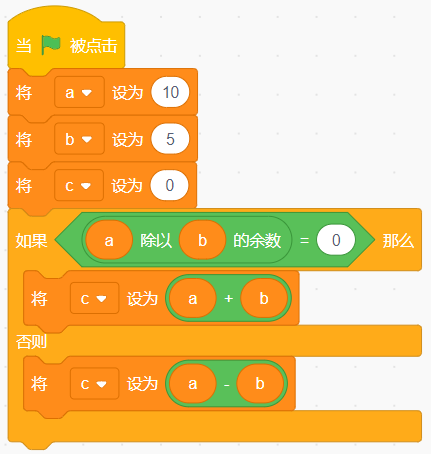 当 被点击
将 a 设为 10
将 b 设为 5
将 c 设为 0
如果 a 除以 b 的余数 = 0 那么
将 c 设为 a + b
否则
将 c 设为 a - b